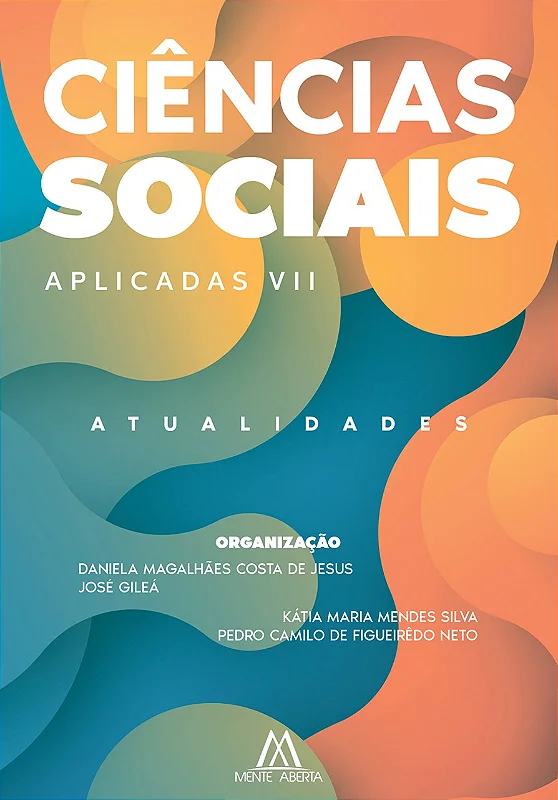 CIÊNCIAS
SOCIAIS
APLICADAS VII
ATUALIDADES
ORGANIZAÇÃO
DANIELA MAGALHÃES COSTA DE JESUS
JOSÉ GILEÁ
KÁTIA MARIA MENDES SILVA
PEDRO CAMILO DE FIGUEIRÊDO NETO
MENTE ABERTA